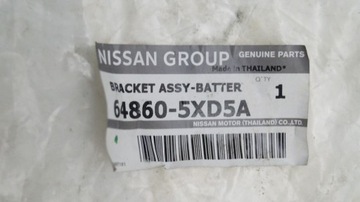 NISSAN GROUP GENUINE PARTS
Made in THAILAND*
BRACKET ASSY-BATTER Q'TY 1
64860-5XD5A
NISSAN MOTOR (THAILAND) CO.,LTD.